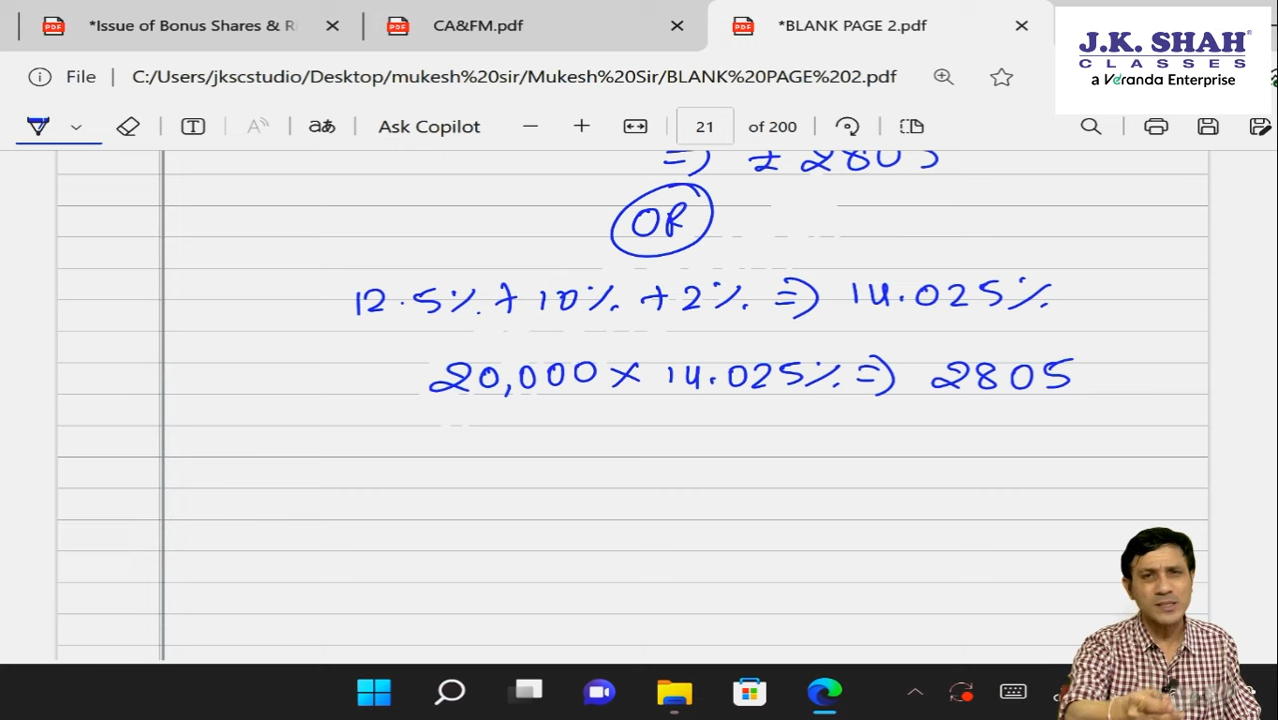 *Issue of Bonus Shares & Ri
CA&FM.pdf
*BLANK PAGE 2.pdf
J.K. SHAH®
CLASSES
a Veranda Enterprise
File
C:/Users/jkscstudio/Desktop/mukesh%20sir/Mukesh%20Sir/BLANK%20PAGE%202.pdf
Ask Copilot
21 of 200
=) ₹ 2805
OR
12.5% + 10% + 2% =) 14.025%
20,000 × 14.025% =) 2805